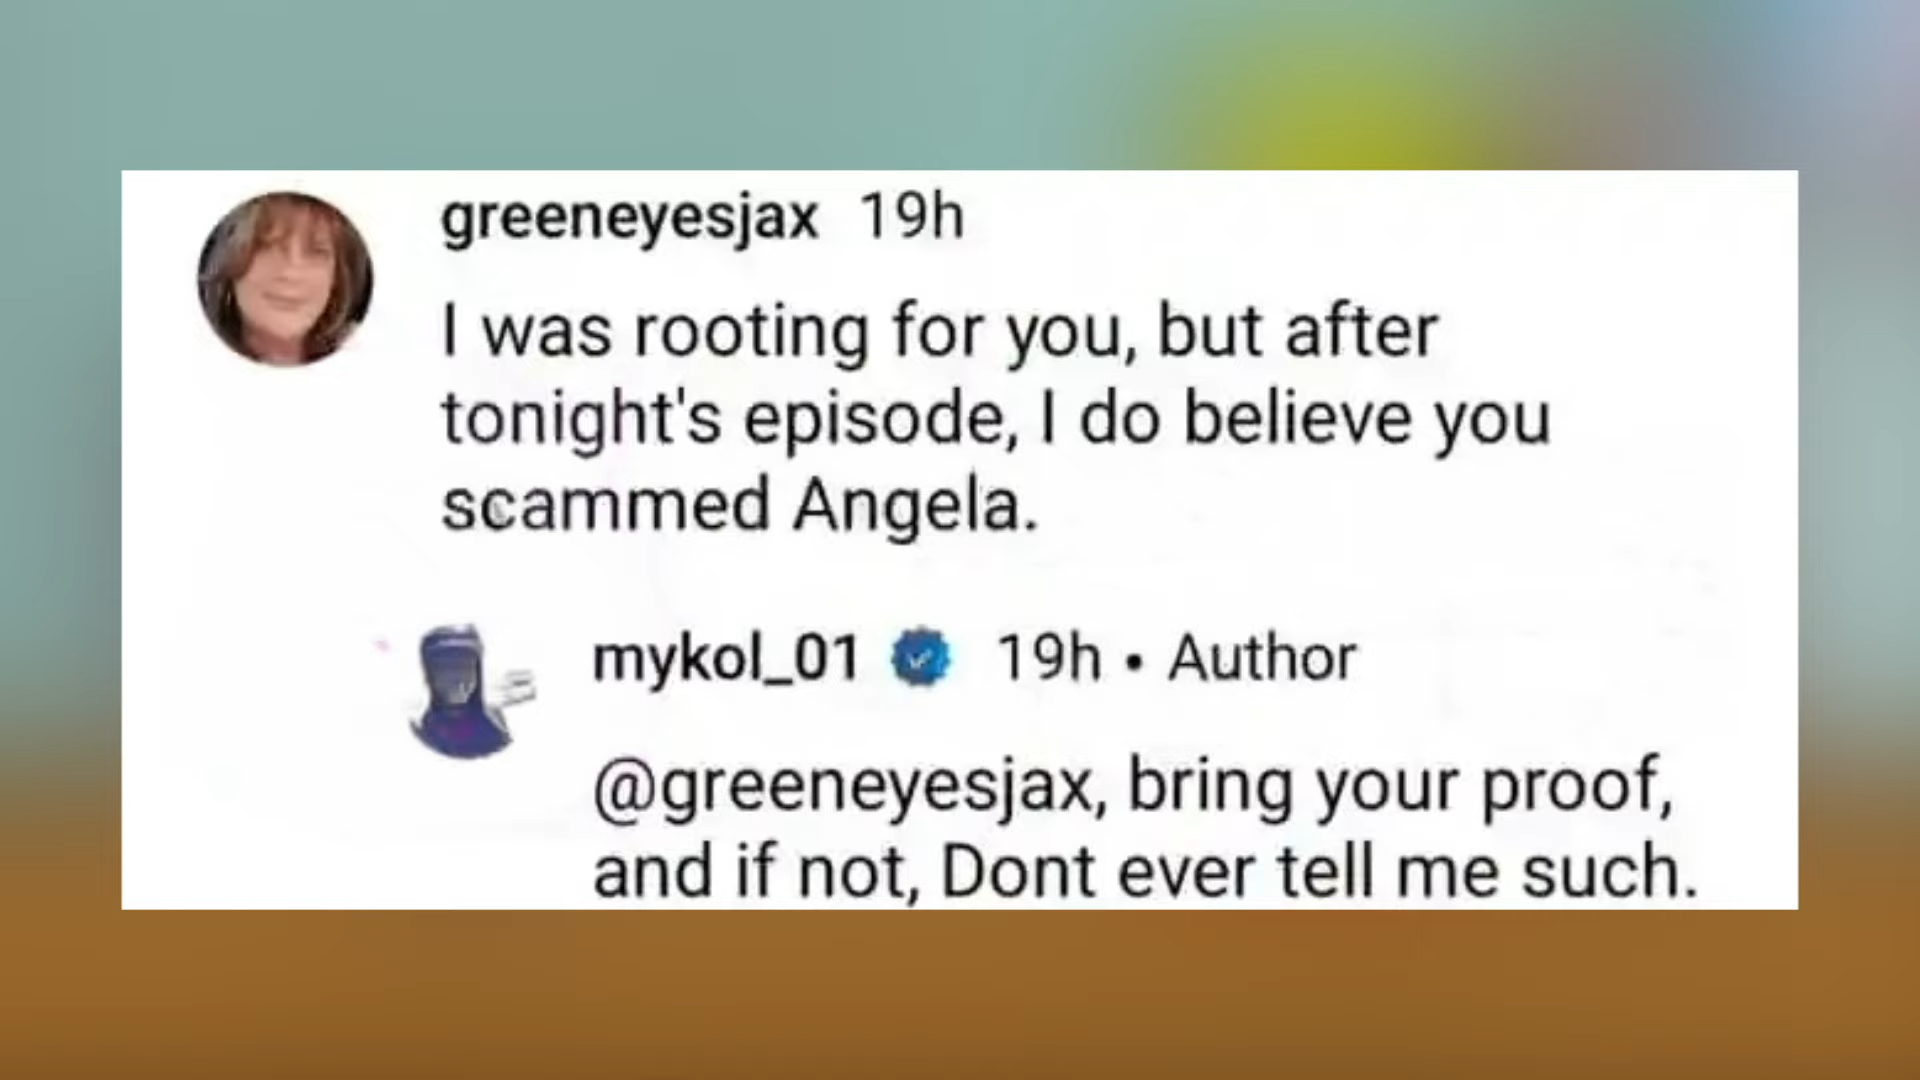 greeneyesjax 19h
I was rooting for you, but after
tonight's episode, I do believe you
scammed Angela.
mykol_01 19h • Author
@greeneyesjax, bring your proof,
and if not, Dont ever tell me such.